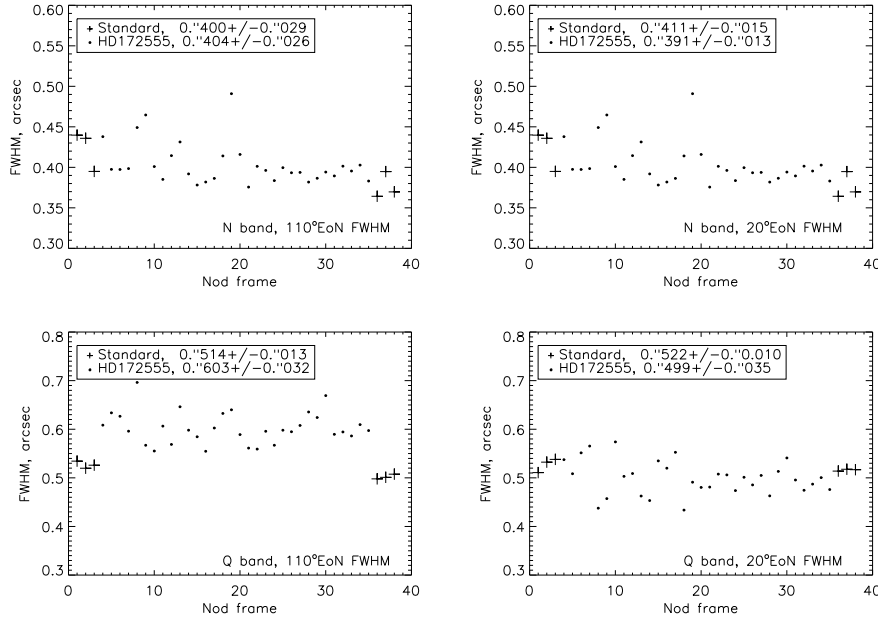 0.60
0.50
0.45
0.40
0.35
0.30
FWHM, arcsec
+ Standard, 0."400+/-0."029
• HD172555, 0."404+/-0."026
N band, 110°EoN FWHM
0 10 20 30 40
Nod frame
0.60
0.50
0.45
0.40
0.35
0.30
FWHM, arcsec
+ Standard, 0."411+/-0."015
• HD172555, 0."391+/-0."013
N band, 20°EoN FWHM
0 10 20 30 40
Nod frame
0.8
0.7
0.6
0.5
0.4
0.3
FWHM, arcsec
+ Standard, 0."514+/-0."013
• HD172555, 0."603+/-0."032
Q band, 110°EoN FWHM
0 10 20 30 40
Nod frame
0.8
0.7
0.6
0.5
0.4
0.3
FWHM, arcsec
+ Standard, 0."522+/-0."0.010
• HD172555, 0."499+/-0."035
Q band, 20°EoN FWHM
0 10 20 30 40
Nod frame